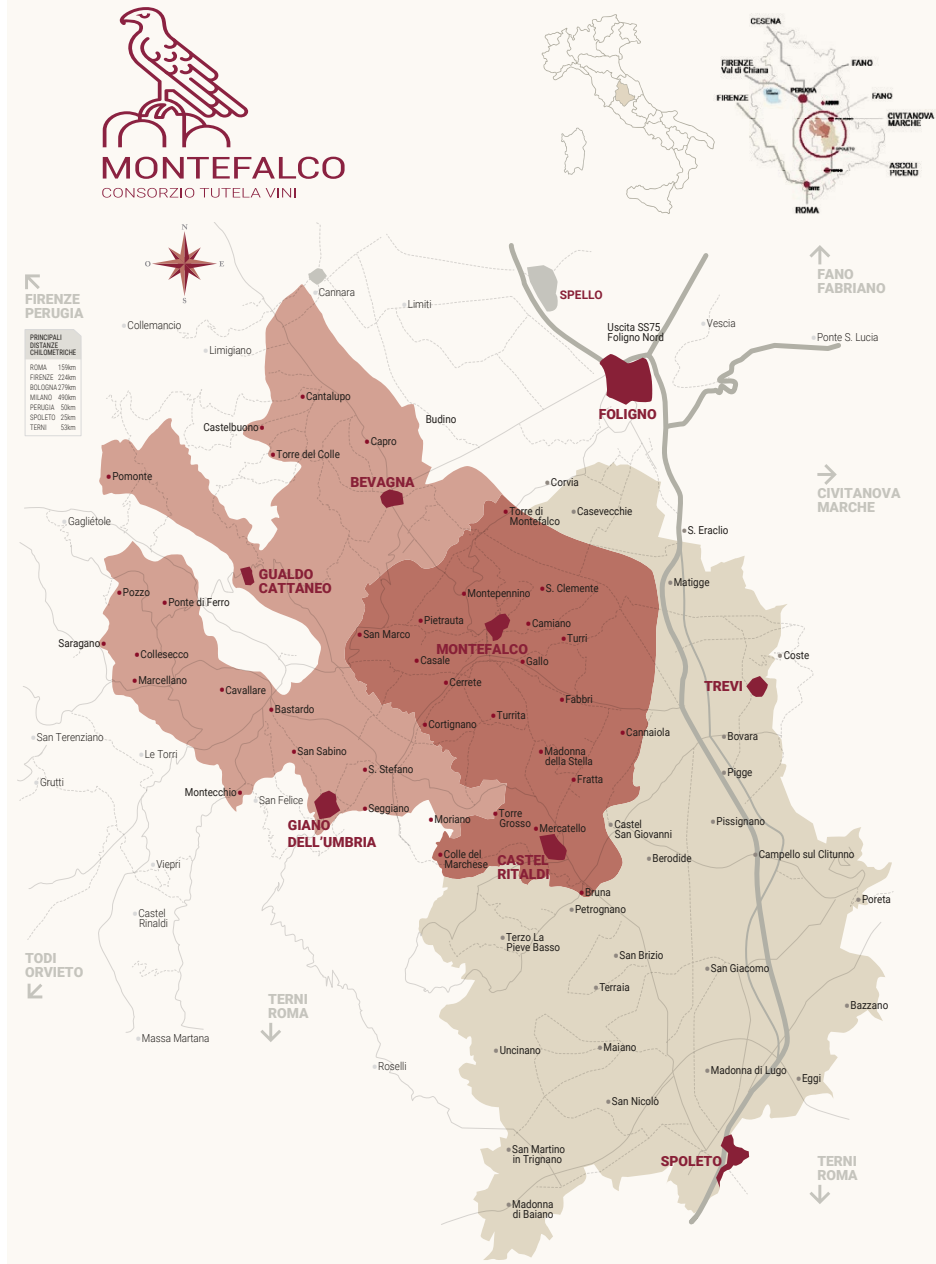 MONTEFALCO
CONSORZIO TUTELA VINI
CESENA
FIRENZE
Val di Chiana
FANO
PERUGIA
FIRENZE
FANO
CIVITANOVA
MARCHE
SPOLETO
ASCOLI
PICENO
ORTE
ROMA
N
O
E
S
FIRENZE
PERUGIA
FANO
FABRIANO
PRINCIPALI
DISTANZE
CHILOMETRICHE
ROMA 159km
FIRENZE 224km
BOLOGNA 279km
MILANO 490km
PERUGIA 50km
SPOLETO 25km
TERNI 53km
Cannara
SPELLO
Limiti
Collemancio
Uscita SS75
Foligno Nord
Vescia
Ponte S. Lucia
Limigiano
Cantalupo
FOLIGNO
Budino
Castelbuono
Capro
Torre del Colle
Pomonte
BEVAGNA
Corvia
CIVITANOVA
MARCHE
Torre di
Montefalco
Casevecchie
Gagliétole
S. Eraclio
GUALDO
CATTANEO
Matigge
Pozzo
Ponte di Ferro
Montepennino
S. Clemente
Pietrauta
Camiano
San Marco
Turri
Saragano
MONTEFALCO
Collesecco
Casale
Gallo
Coste
Marcellano
Cavallare
Cerrete
TREVI
Fabbri
Bastardo
Turrita
Cortignano
Cannaiola
San Terenziano
Bovara
Le Torri
San Sabino
Madonna
della Stella
S. Stefano
Pigge
Grutti
Fratta
Montecchio
San Felice
Seggiano
GIANO
DELL'UMBRIA
Moriano
Torre
Grosso
Mercatello
Castel
San Giovanni
Pissignano
Colle del
Marchese
CASTEL
RITALDI
Berodide
Campello sul Clitunno
Viepri
Bruna
Poreta
Castel
Rinaldi
Petrognano
Terzo La
Pieve Basso
San Brizio
TODI
ORVIETO
San Giacomo
Terraia
TERNI
ROMA
Bazzano
Massa Martana
Uncinano
Maiano
Roselli
Madonna di Lugo
Eggi
San Nicolò
San Martino
in Trignano
SPOLETO
TERNI
ROMA
Madonna
di Baiano